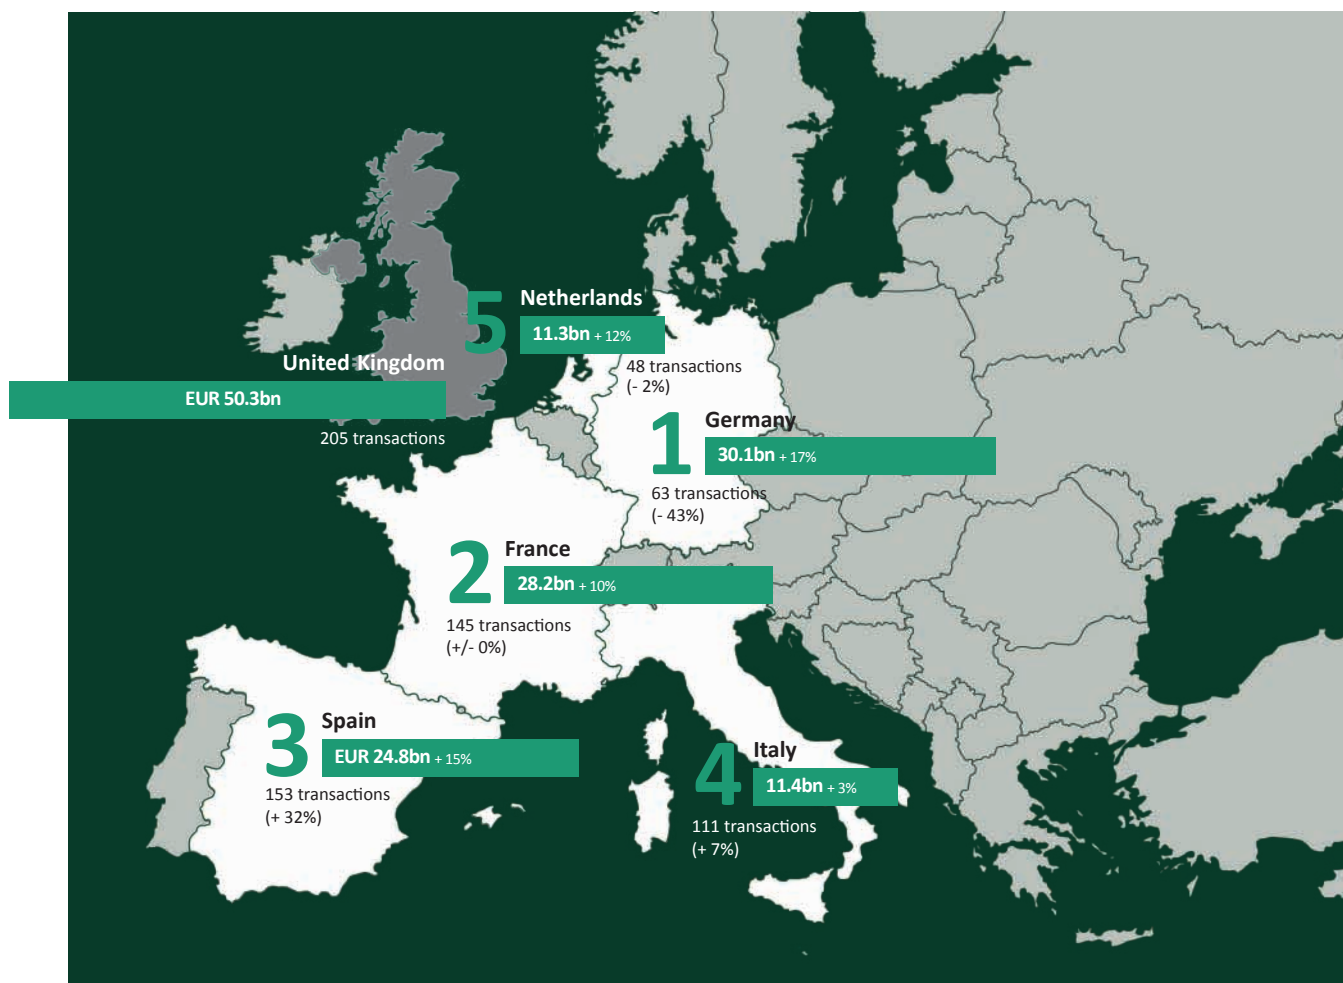 5
Netherlands
11.3bn + 12%
48 transactions
(- 2%)
United Kingdom
EUR 50.3bn
205 transactions
1
Germany
30.1bn + 17%
63 transactions
(- 43%)
2
France
28.2bn + 10%
145 transactions
(+/- 0%)
3
Spain
EUR 24.8bn + 15%
153 transactions
(+ 32%)
4
Italy
11.4bn + 3%
111 transactions
(+ 7%)